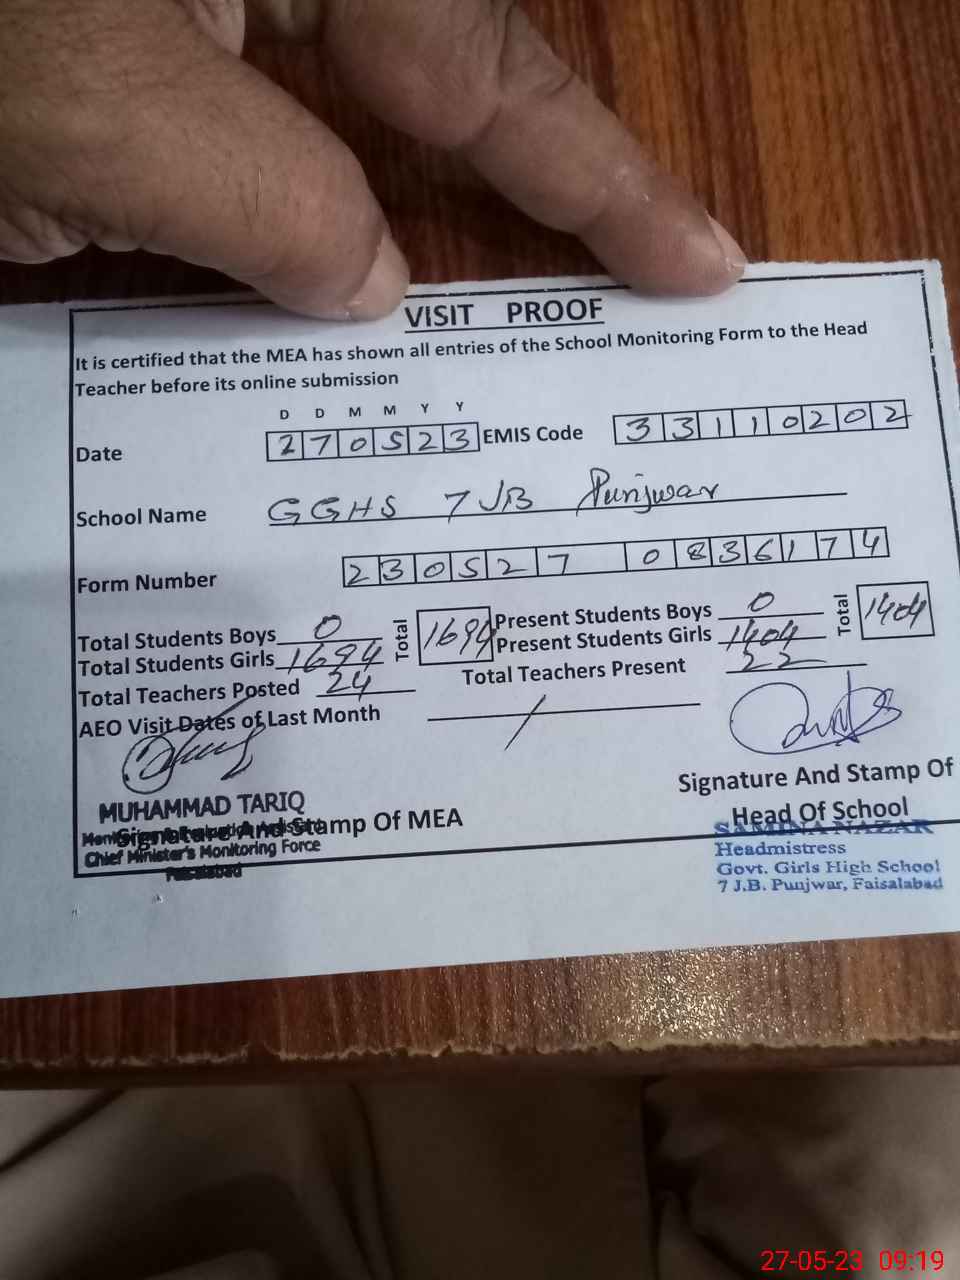 VISIT PROOF
It is certified that the MEA has shown all entries of the School Monitoring Form to the Head
Teacher before its online submission
D D M M Y Y
Date 270523 EMIS Code 33110202
School Name GGHS 7 JB Punjwar
Form Number 230527 0836174
Total Students Boys 0 Total 1694 Present Students Boys 0 Total 1404
Total Students Girls 1694 Present Students Girls 1404
Total Teachers Posted 24 Total Teachers Present 22
AEO Visit Dates of Last Month /
Signature And Stamp Of
Head Of School
MUHAMMAD TARIQ
Signature And Stamp Of MEA
Chief Minister's Monitoring Force
Faisalabad
SAMINA NAZAR
Headmistress
Govt. Girls High School
7 J.B. Punjwar, Faisalabad
27-05-23 09:19